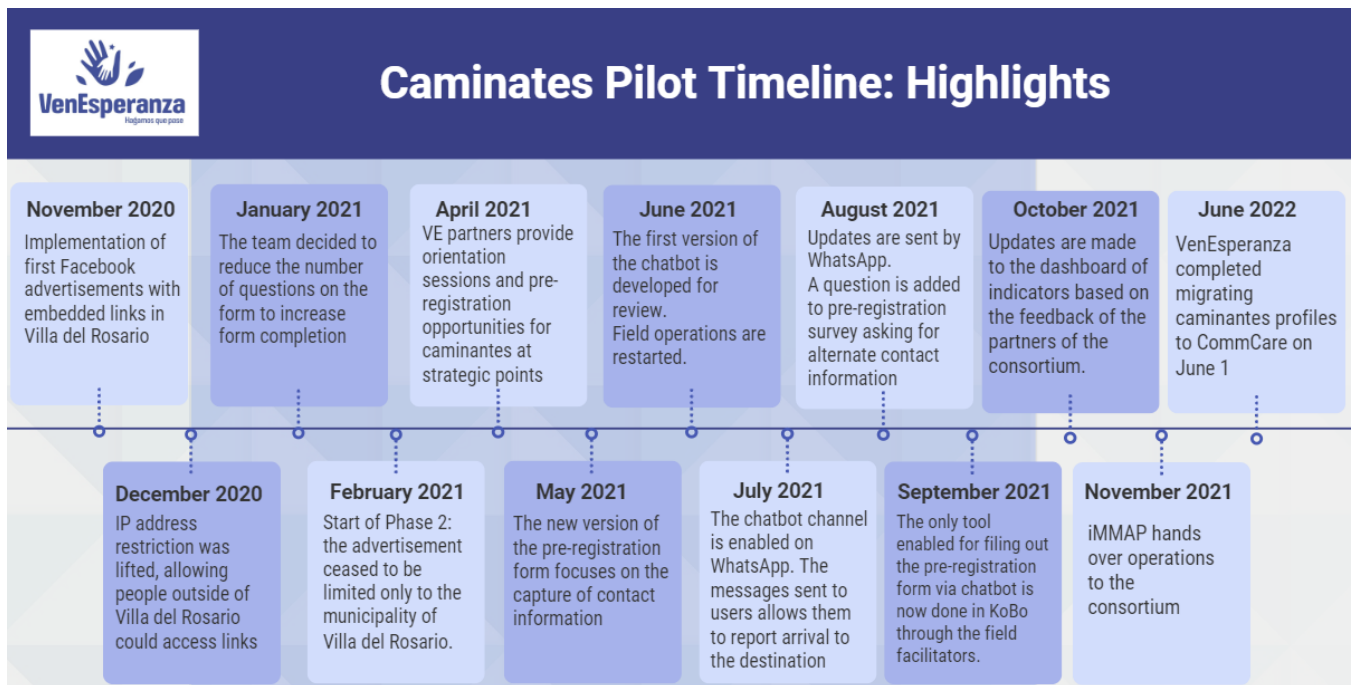 VenEsperanza
Hagamos que pase
Caminates Pilot Timeline: Highlights
November 2020
Implementation of
first Facebook
advertisements with
embedded links in
Villa del Rosario
December 2020
IP address
restriction was
lifted, allowing
people outside of
Villa del Rosario
could access links
January 2021
The team decided to
reduce the number
of questions on the
form to increase
form completion
February 2021
Start of Phase 2:
the advertisement
ceased to be
limited only to the
municipality of
Villa del Rosario.
April 2021
VE partners provide
orientation
sessions and pre-
registration
opportunities for
caminantes at
strategic points
May 2021
The new version of
the pre-registration
form focuses on the
capture of contact
information
June 2021
The first version of
the chatbot is
developed for
review.
Field operations are
restarted.
July 2021
The chatbot channel
is enabled on
WhatsApp. The
messages sent to
users allows them
to report arrival to
the destination
August 2021
Updates are sent by
WhatsApp.
A question is added
to pre-registration
survey asking for
alternate contact
information
September 2021
The only tool
enabled for filing out
the pre-registration
form via chatbot is
now done in KoBo
through the field
facilitators.
October 2021
Updates are made
to the dashboard of
indicators based on
the feedback of the
partners of the
consortium.
November 2021
iMMAP hands
over operations
to the
consortium
June 2022
VenEsperanza
completed
migrating
caminantes profiles
to CommCare on
June 1